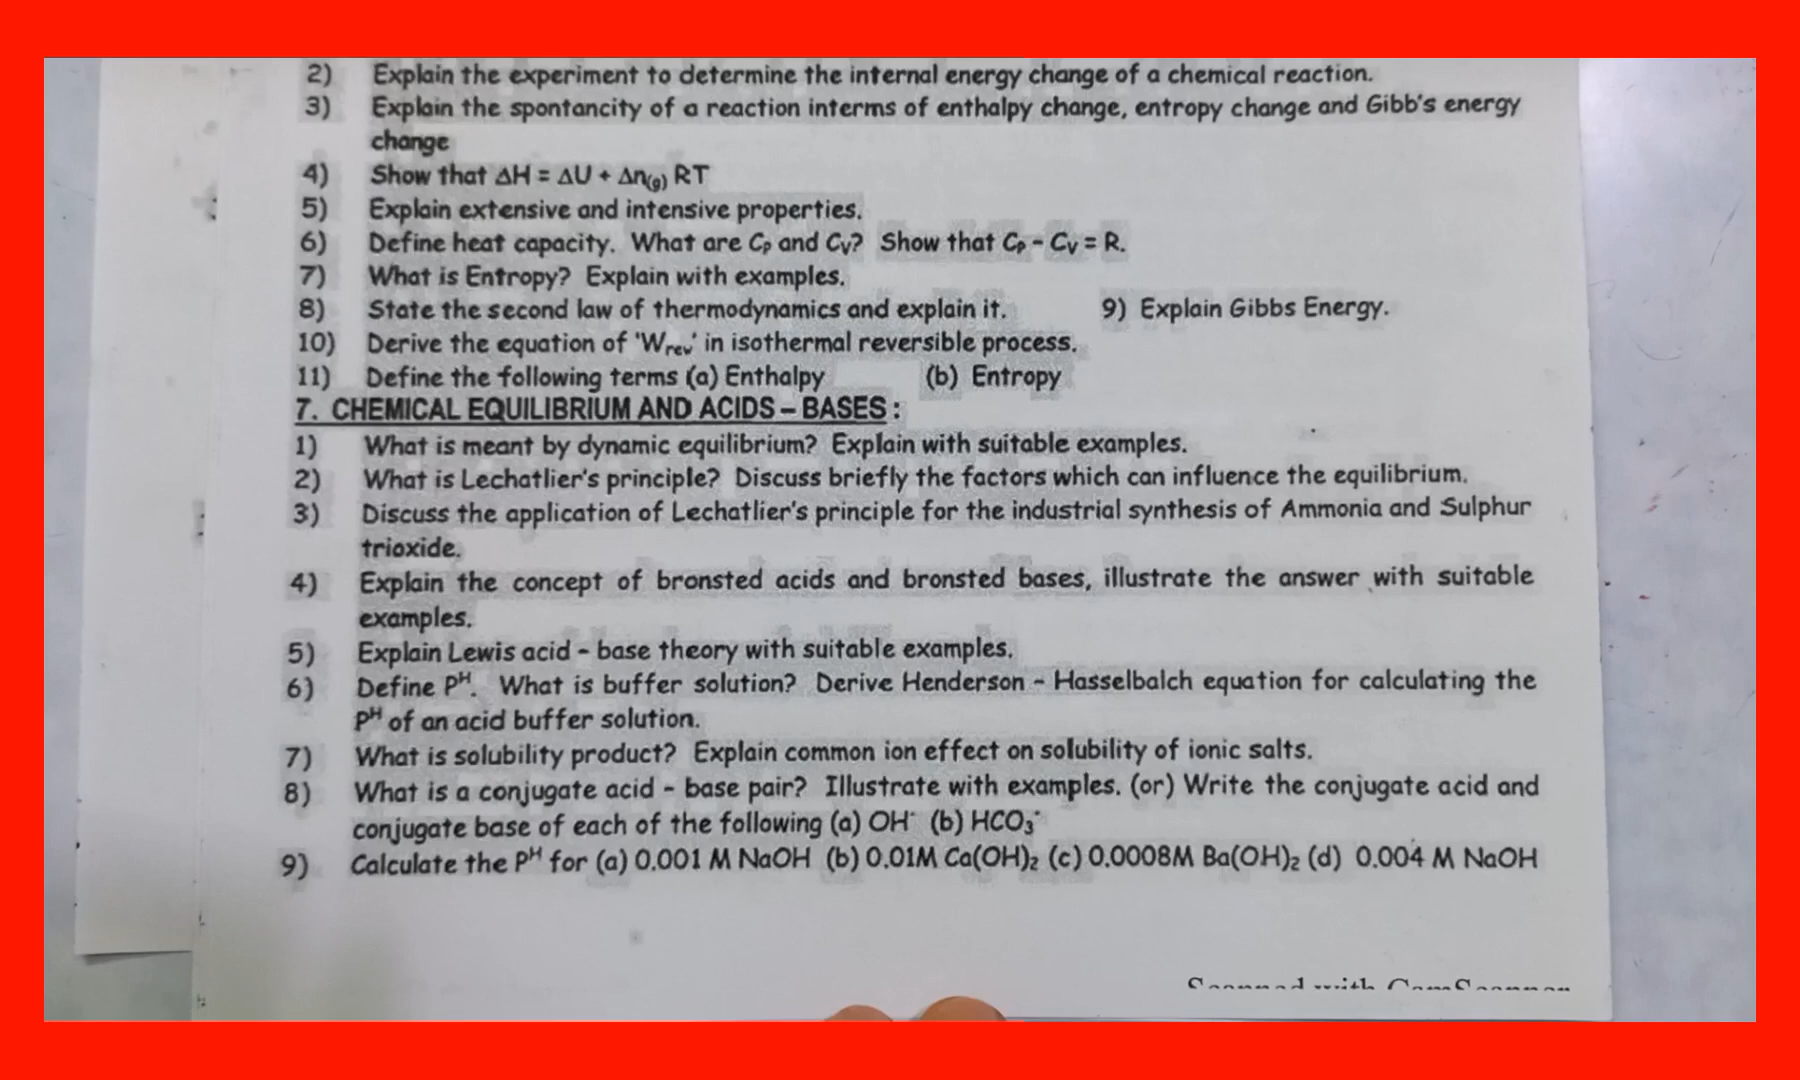 2) Explain the experiment to determine the internal energy change of a chemical reaction.
3) Explain the spontancity of a reaction interms of enthalpy change, entropy change and Gibb's energy
change
4) Show that ΔH = ΔU + Δn(g) RT
5) Explain extensive and intensive properties.
6) Define heat capacity. What are Cp and Cv? Show that Cp - Cv = R.
7) What is Entropy? Explain with examples.
8) State the second law of thermodynamics and explain it. 9) Explain Gibbs Energy.
10) Derive the equation of 'Wrev' in isothermal reversible process.
11) Define the following terms (a) Enthalpy (b) Entropy
7. CHEMICAL EQUILIBRIUM AND ACIDS – BASES :
1) What is meant by dynamic equilibrium? Explain with suitable examples.
2) What is Lechatlier's principle? Discuss briefly the factors which can influence the equilibrium.
3) Discuss the application of Lechatlier's principle for the industrial synthesis of Ammonia and Sulphur
trioxide.
4) Explain the concept of bronsted acids and bronsted bases, illustrate the answer with suitable
examples.
5) Explain Lewis acid - base theory with suitable examples.
6) Define Pᴴ. What is buffer solution? Derive Henderson - Hasselbalch equation for calculating the
Pᴴ of an acid buffer solution.
7) What is solubility product? Explain common ion effect on solubility of ionic salts.
8) What is a conjugate acid - base pair? Illustrate with examples. (or) Write the conjugate acid and
conjugate base of each of the following (a) OH⁻ (b) HCO₃⁻
9) Calculate the Pᴴ for (a) 0.001 M NaOH (b) 0.01M Ca(OH)₂ (c) 0.0008M Ba(OH)₂ (d) 0.004 M NaOH
Scanned with CamScanner